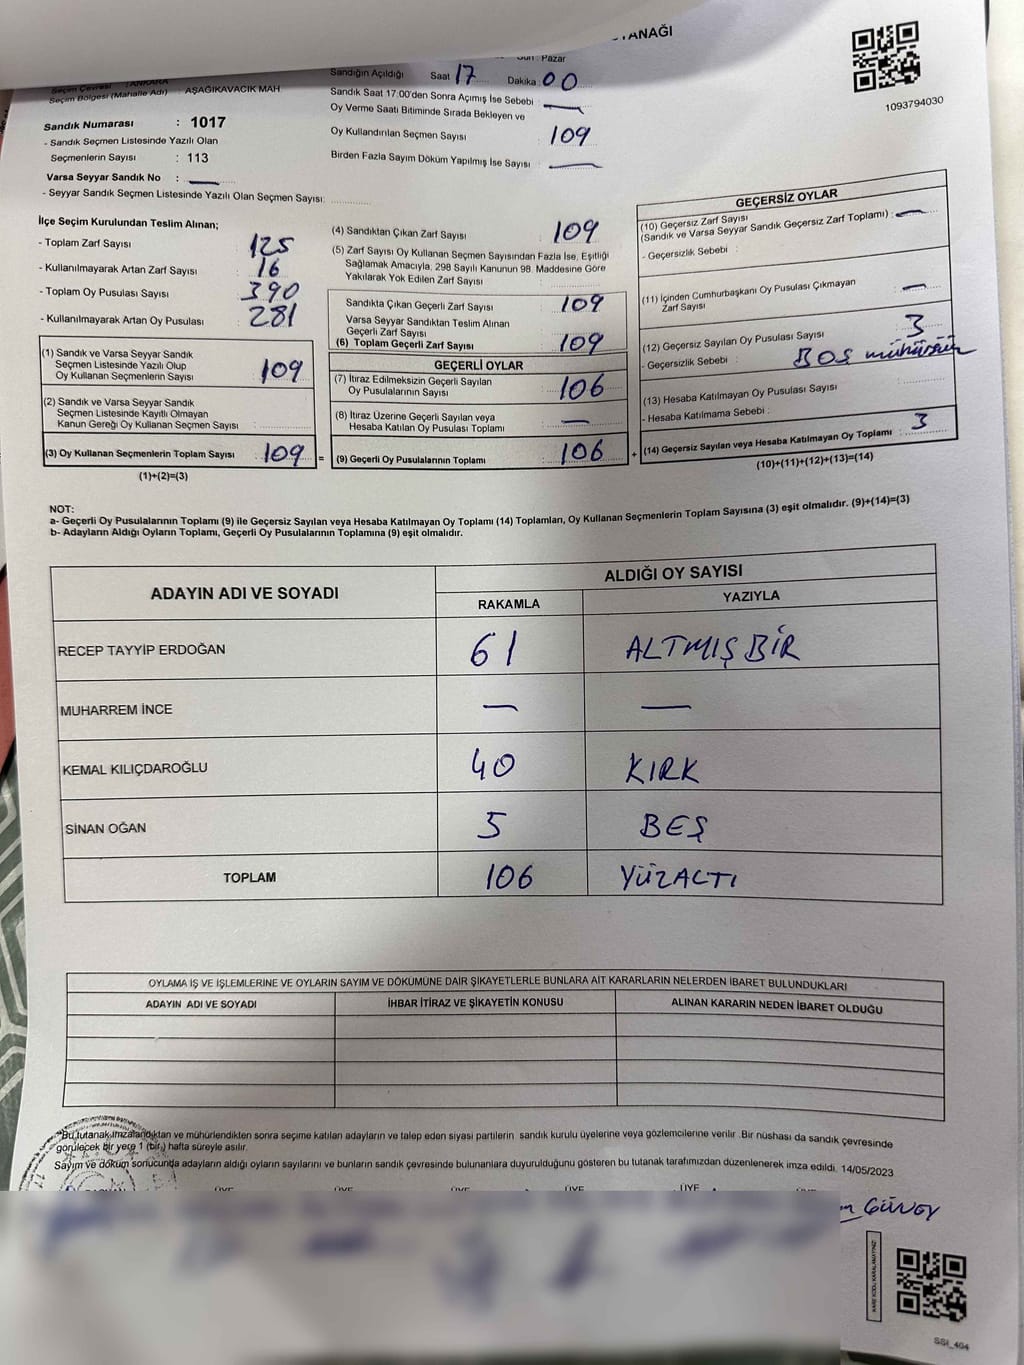 TANAĞI
Pazar
Seçim Çevresi : ANKARA
Seçim Bölgesi (Mahalle Adı) : AŞAĞIKAVACIK MAH
Sandığın Açıldığı Saat 17 Dakika 00
Sandık Saat 17:00'den Sonra Açmış İse Sebebi : —
Oy Verme Saati Bitiminde Sırada Bekleyen ve
Oy Kullandırılan Seçmen Sayısı : 109
Birden Fazla Sayım Döküm Yapılmış İse Sayısı : —
1093794030
Sandık Numarası : 1017
- Sandık Seçmen Listesinde Yazılı Olan
Seçmenlerin Sayısı : 113
Varsa Seyyar Sandık No : —
- Seyyar Sandık Seçmen Listesinde Yazılı Olan Seçmen Sayısı:
İlçe Seçim Kurulundan Teslim Alınan;
- Toplam Zarf Sayısı : 125
- Kullanılmayarak Artan Zarf Sayısı : 16
- Toplam Oy Pusulası Sayısı : 390
- Kullanılmayarak Artan Oy Pusulası : 281
(1) Sandık ve Varsa Seyyar Sandık
Seçmen Listesinde Yazılı Olup
Oy Kullanan Seçmenlerin Sayısı : 109
(2) Sandık ve Varsa Seyyar Sandık
Seçmen Listesinde Kayıtlı Olmayan
Kanun Gereği Oy Kullanan Seçmen Sayısı :
(3) Oy Kullanan Seçmenlerin Toplam Sayısı : 109 =
(1)+(2)=(3)
(4) Sandıktan Çıkan Zarf Sayısı : 109
(5) Zarf Sayısı Oy Kullanan Seçmen Sayısından Fazla İse, Eşitliği
Sağlamak Amacıyla, 298 Sayılı Kanunun 98. Maddesine Göre
Yakılarak Yok Edilen Zarf Sayısı :
Sandıkta Çıkan Geçerli Zarf Sayısı : 109
Varsa Seyyar Sandıktan Teslim Alınan
Geçerli Zarf Sayısı :
(6) Toplam Geçerli Zarf Sayısı : 109
GEÇERLİ OYLAR
(7) İtiraz Edilmeksizin Geçerli Sayılan
Oy Pusulalarının Sayısı : 106
(8) İtiraz Üzerine Geçerli Sayılan veya
Hesaba Katılan Oy Pusulası Toplamı : —
(9) Geçerli Oy Pusulalarının Toplamı : 106 +
GEÇERSİZ OYLAR
(10) Geçersiz Zarf Sayısı
(Sandık ve Varsa Seyyar Sandık Geçersiz Zarf Toplamı) : —
- Geçersizlik Sebebi :
(11) İçinden Cumhurbaşkanı Oy Pusulası Çıkmayan
Zarf Sayısı : —
(12) Geçersiz Sayılan Oy Pusulası Sayısı : 3
- Geçersizlik Sebebi : BOŞ mühürsüz
(13) Hesaba Katılmayan Oy Pusulası Sayısı :
- Hesaba Katılmama Sebebi :
(14) Geçersiz Sayılan veya Hesaba Katılmayan Oy Toplamı : 3
(10)+(11)+(12)+(13)=(14)
NOT:
a- Geçerli Oy Pusulalarının Toplamı (9) ile Geçersiz Sayılan veya Hesaba Katılmayan Oy Toplamı (14) Toplamları, Oy Kullanan Seçmenlerin Toplam Sayısına (3) eşit olmalıdır. (9)+(14)=(3)
b- Adayların Aldığı Oyların Toplamı, Geçerli Oy Pusulalarının Toplamına (9) eşit olmalıdır.
ADAYIN ADI VE SOYADI ALDIĞI OY SAYISI
RAKAMLA YAZIYLA
RECEP TAYYİP ERDOĞAN 61 ALTMIŞBİR
MUHARREM İNCE — —
KEMAL KILIÇDAROĞLU 40 KIRK
SİNAN OĞAN 5 BEŞ
TOPLAM 106 YÜZALTI
OYLAMA İŞ VE İŞLEMLERİNE VE OYLARIN SAYIM VE DÖKÜMÜNE DAİR ŞİKAYETLERLE BUNLARA AİT KARARLARIN NELERDEN İBARET BULUNDUKLARI
ADAYIN ADI VE SOYADI İHBAR İTİRAZ VE ŞİKAYETİN KONUSU ALINAN KARARIN NEDEN İBARET OLDUĞU
"Bu tutanak imzalandıktan ve mühürlendikten sonra seçime katılan adayların ve talep eden siyasi partilerin sandık kurulu üyelerine veya gözlemcilerine verilir. Bir nüshası da sandık çevresinde
görülecek bir yere 1 (bir) hafta süreyle asılır.
Sayım ve döküm sonucunda adayların aldığı oyların sayılarını ve bunların sandık çevresinde bulunanlara duyurulduğunu gösteren bu tutanak tarafımızdan düzenlenerek imza edildi. 14/05/2023
ÜYE ÜYE ÜYE ÜYE ÜYE
GÜNEY
KARE KODU KARALAMAYINIZ!
SSI_404